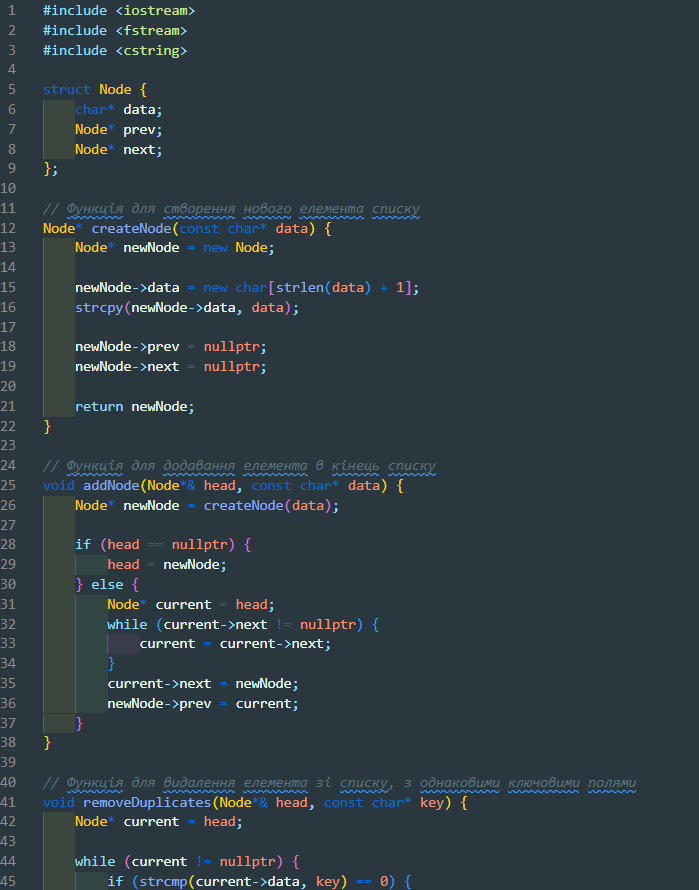 1 #include <iostream>
2 #include <fstream>
3 #include <cstring>
4
5 struct Node {
6     char* data;
7     Node* prev;
8     Node* next;
9 };
10
11 // Функція для створення нового елемента списку
12 Node* createNode(const char* data) {
13     Node* newNode = new Node;
14
15     newNode->data = new char[strlen(data) + 1];
16     strcpy(newNode->data, data);
17
18     newNode->prev = nullptr;
19     newNode->next = nullptr;
20
21     return newNode;
22 }
23
24 // Функція для додавання елемента в кінець списку
25 void addNode(Node*& head, const char* data) {
26     Node* newNode = createNode(data);
27
28     if (head == nullptr) {
29         head = newNode;
30     } else {
31         Node* current = head;
32         while (current->next != nullptr) {
33             current = current->next;
34         }
35         current->next = newNode;
36         newNode->prev = current;
37     }
38 }
39
40 // Функція для видалення елемента зі списку, з однаковими ключовими полями
41 void removeDuplicates(Node*& head, const char* key) {
42     Node* current = head;
43
44     while (current != nullptr) {
45         if (strcmp(current->data, key) == 0) {